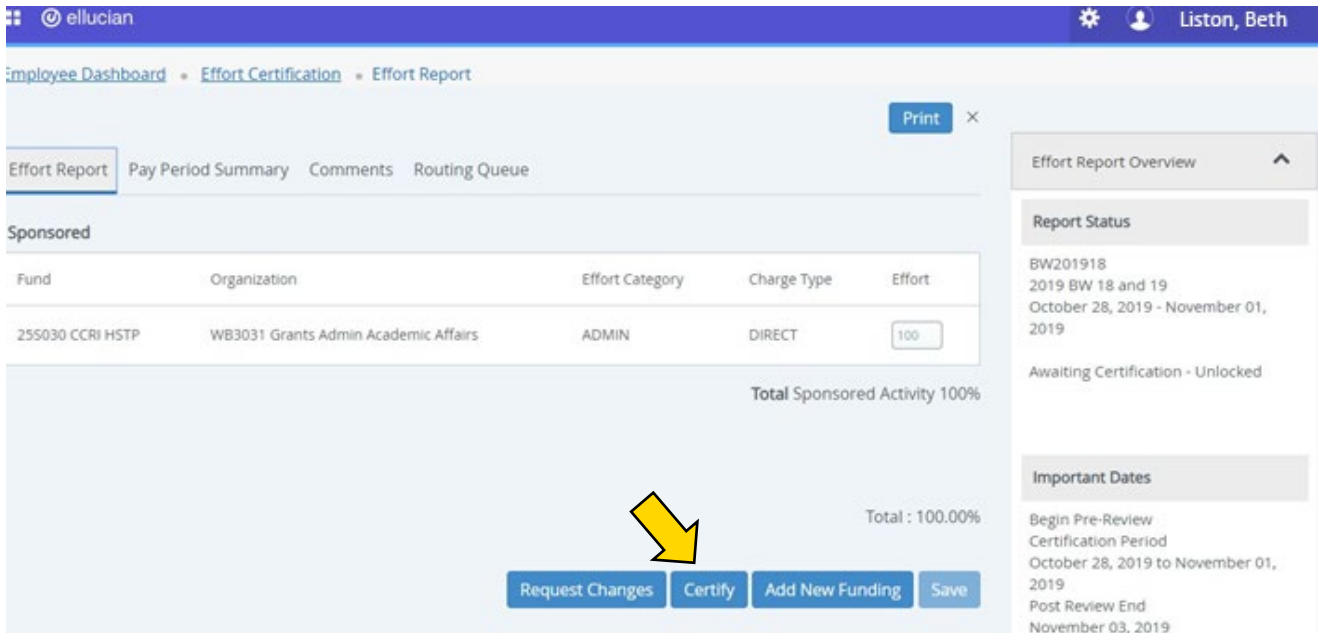 ellucian
Liston, Beth
Employee Dashboard • Effort Certification • Effort Report
Print ×
Effort Report Pay Period Summary Comments Routing Queue
Sponsored
Fund Organization Effort Category Charge Type Effort
25S030 CCRI HSTP WB3031 Grants Admin Academic Affairs ADMIN DIRECT 100
Total Sponsored Activity 100%
Total : 100.00%
Request Changes Certify Add New Funding Save
Effort Report Overview
Report Status
BW201918
2019 BW 18 and 19
October 28, 2019 - November 01,
2019
Awaiting Certification - Unlocked
Important Dates
Begin Pre-Review
Certification Period
October 28, 2019 to November 01,
2019
Post Review End
November 03, 2019